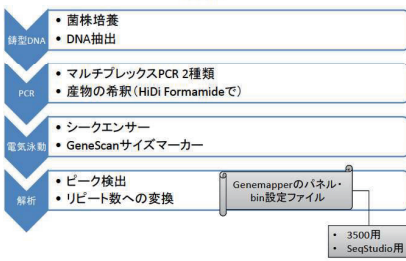 鋳型DNA
• 菌株培養
• DNA抽出
PCR
• マルチプレックスPCR 2種類
• 産物の希釈(HiDi Formamideで)
電気泳動
• シークエンサー
• GeneScanサイズマーカー
解析
• ピーク検出
• リピート数への変換
Genemapperのパネル・
bin設定ファイル
• 3500用
• SeqStudio用